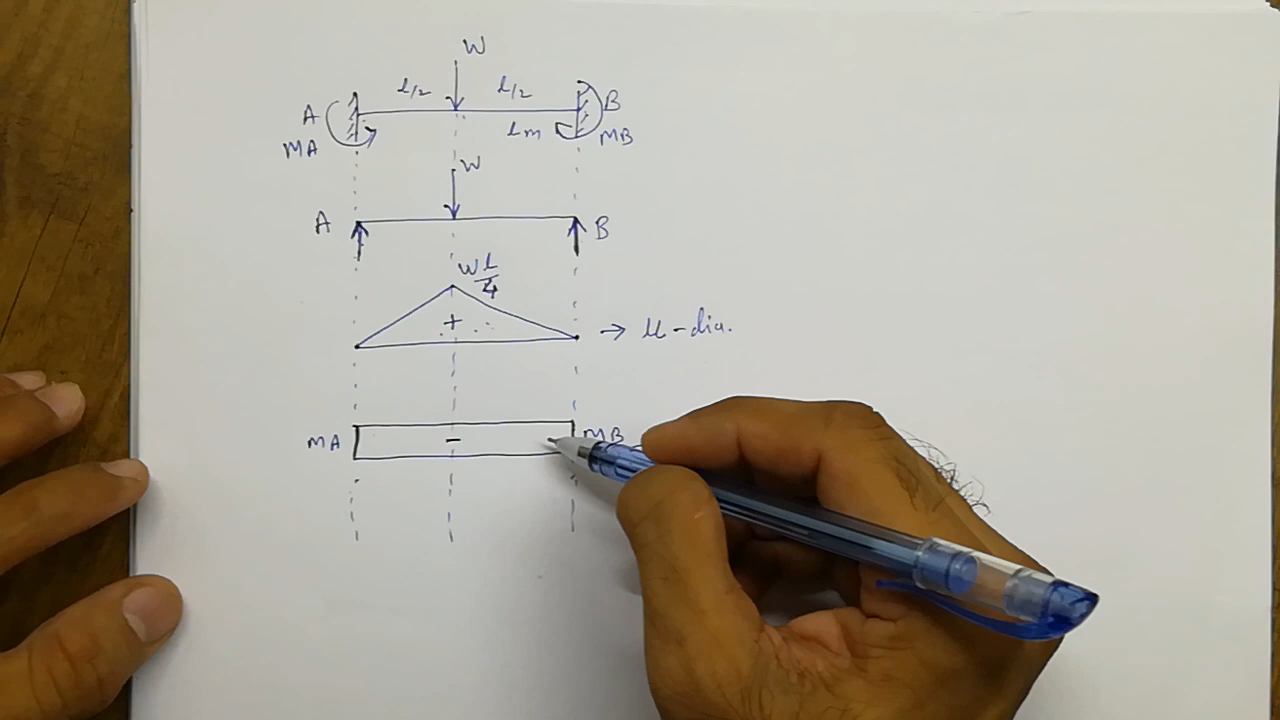 W
l/2 l/2
A B
MA lm MB
W
A B
Wl/4
+
→ μ-dia.
MA - MB